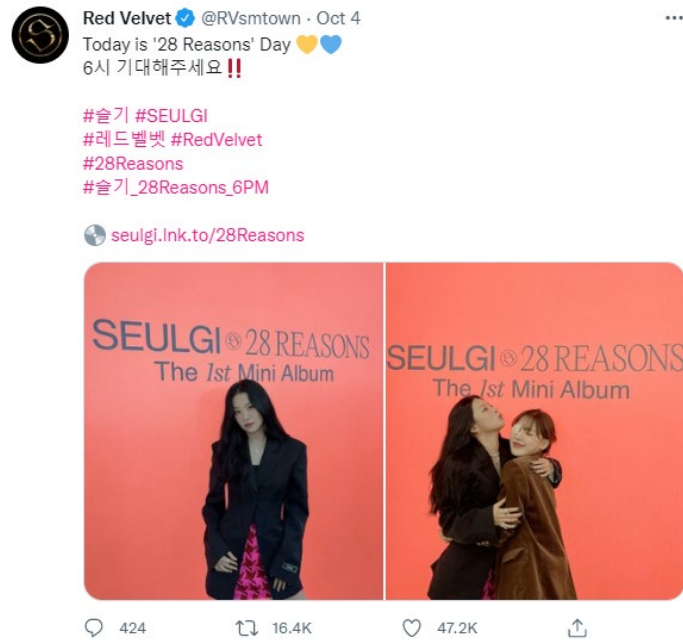 Red Velvet @RVsmtown · Oct 4
Today is '28 Reasons' Day 💛💙
6시 기대해주세요‼️
#슬기 #SEULGI
#레드벨벳 #RedVelvet
#28Reasons
#슬기_28Reasons_6PM
seulgi.lnk.to/28Reasons
SEULGI 28 REASONS
The 1st Mini Album
SEULGI 28 REASONS
The 1st Mini Album
424 16.4K 47.2K